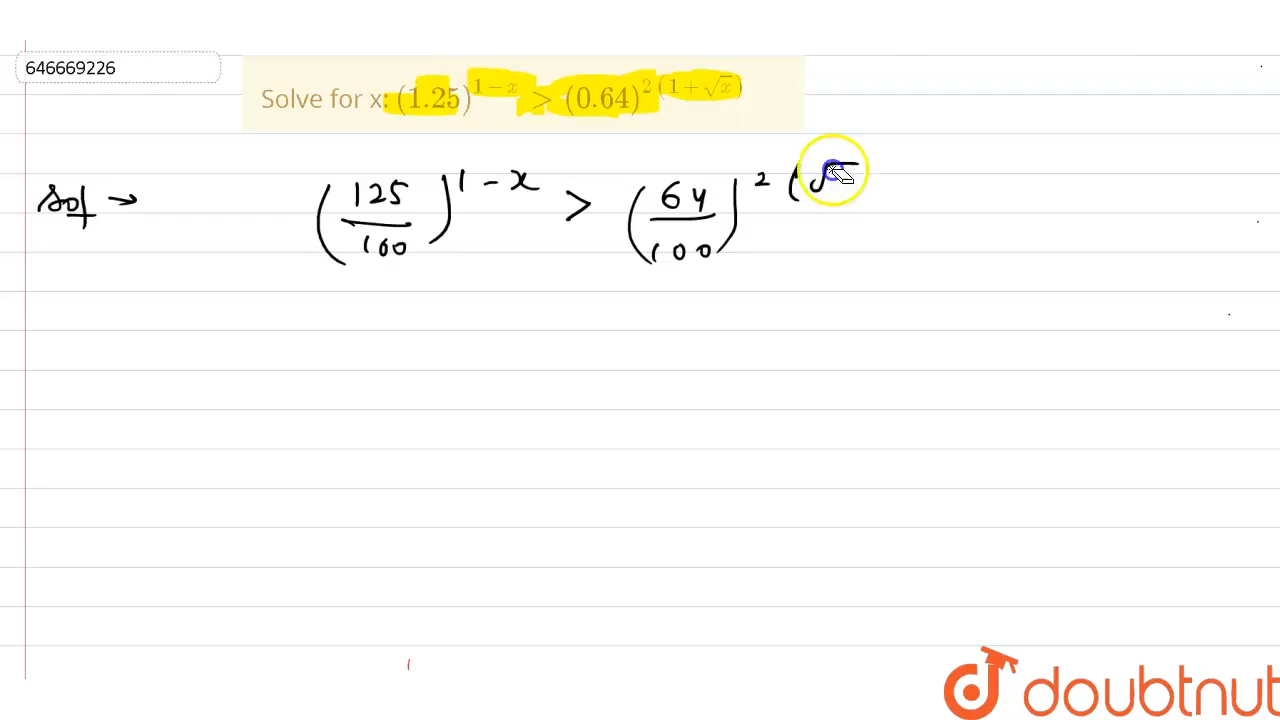 646669226
Solve for x: (1.25)^{1-x} > (0.64)^{2(1+√x)}
Sol → (125/100)^{1-x} > (64/100)^{2(√
doubtnut